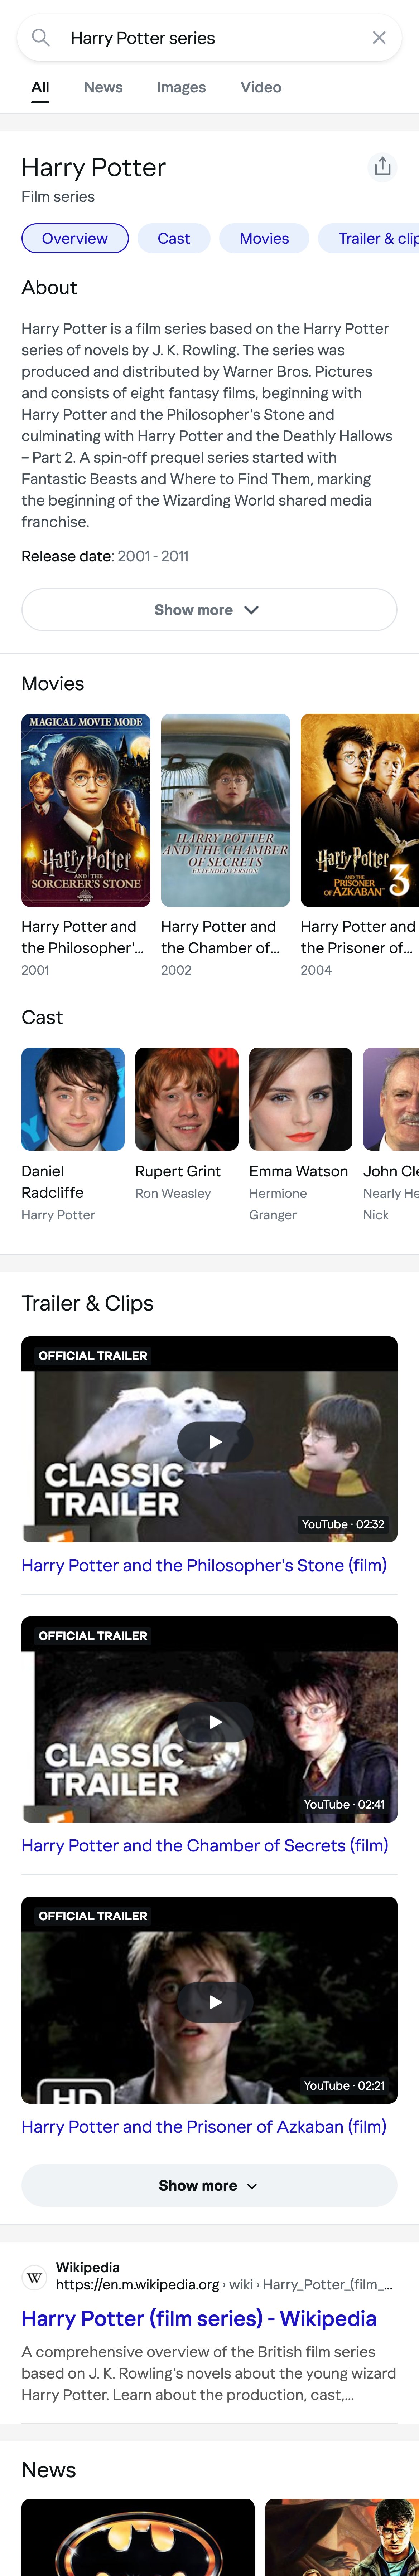 Harry Potter series
All News Images Video
Harry Potter
Film series
Overview Cast Movies Trailer & clip
About
Harry Potter is a film series based on the Harry Potter
series of novels by J. K. Rowling. The series was
produced and distributed by Warner Bros. Pictures
and consists of eight fantasy films, beginning with
Harry Potter and the Philosopher's Stone and
culminating with Harry Potter and the Deathly Hallows
– Part 2. A spin-off prequel series started with
Fantastic Beasts and Where to Find Them, marking
the beginning of the Wizarding World shared media
franchise.
Release date: 2001 - 2011
Show more
Movies
MAGICAL MOVIE MODE
Harry Potter
AND THE
SORCERER'S STONE
HARRY POTTER
AND THE CHAMBER
OF SECRETS
EXTENDED VERSION
Harry Potter
AND THE
PRISONER
OF AZKABAN
3
Harry Potter and
the Philosopher'...
2001
Harry Potter and
the Chamber of...
2002
Harry Potter and
the Prisoner of...
2004
Cast
Daniel
Radcliffe
Harry Potter
Rupert Grint
Ron Weasley
Emma Watson
Hermione
Granger
John Cle
Nearly He
Nick
Trailer & Clips
OFFICIAL TRAILER
CLASSIC
TRAILER
YouTube · 02:32
Harry Potter and the Philosopher's Stone (film)
OFFICIAL TRAILER
CLASSIC
TRAILER
YouTube · 02:41
Harry Potter and the Chamber of Secrets (film)
OFFICIAL TRAILER
HD
YouTube · 02:21
Harry Potter and the Prisoner of Azkaban (film)
Show more
W
Wikipedia
https://en.m.wikipedia.org › wiki › Harry_Potter_(film_...
Harry Potter (film series) - Wikipedia
A comprehensive overview of the British film series
based on J. K. Rowling's novels about the young wizard
Harry Potter. Learn about the production, cast,...
News